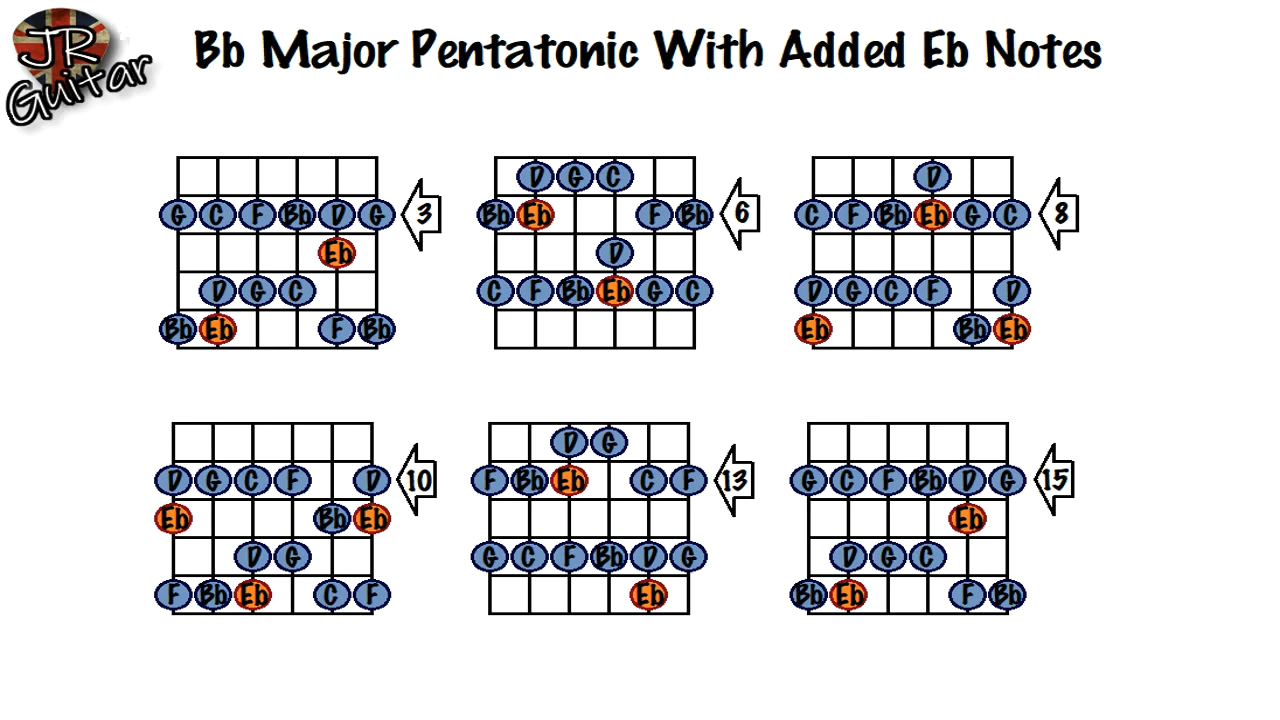 JR
Guitar
Bb Major Pentatonic With Added Eb Notes
D G C D
G C F Bb D G 3 Bb Eb F Bb 6 C F Bb Eb G C 8
Eb D
D G C C F Bb Eb G C D G C F D
Bb Eb F Bb Eb Bb Eb
D G
D G C F D 10 F Bb Eb C F 13 G C F Bb D G 15
Eb Bb Eb Eb
D G G C F Bb D G D G C
F Bb Eb C F Eb Bb Eb F Bb